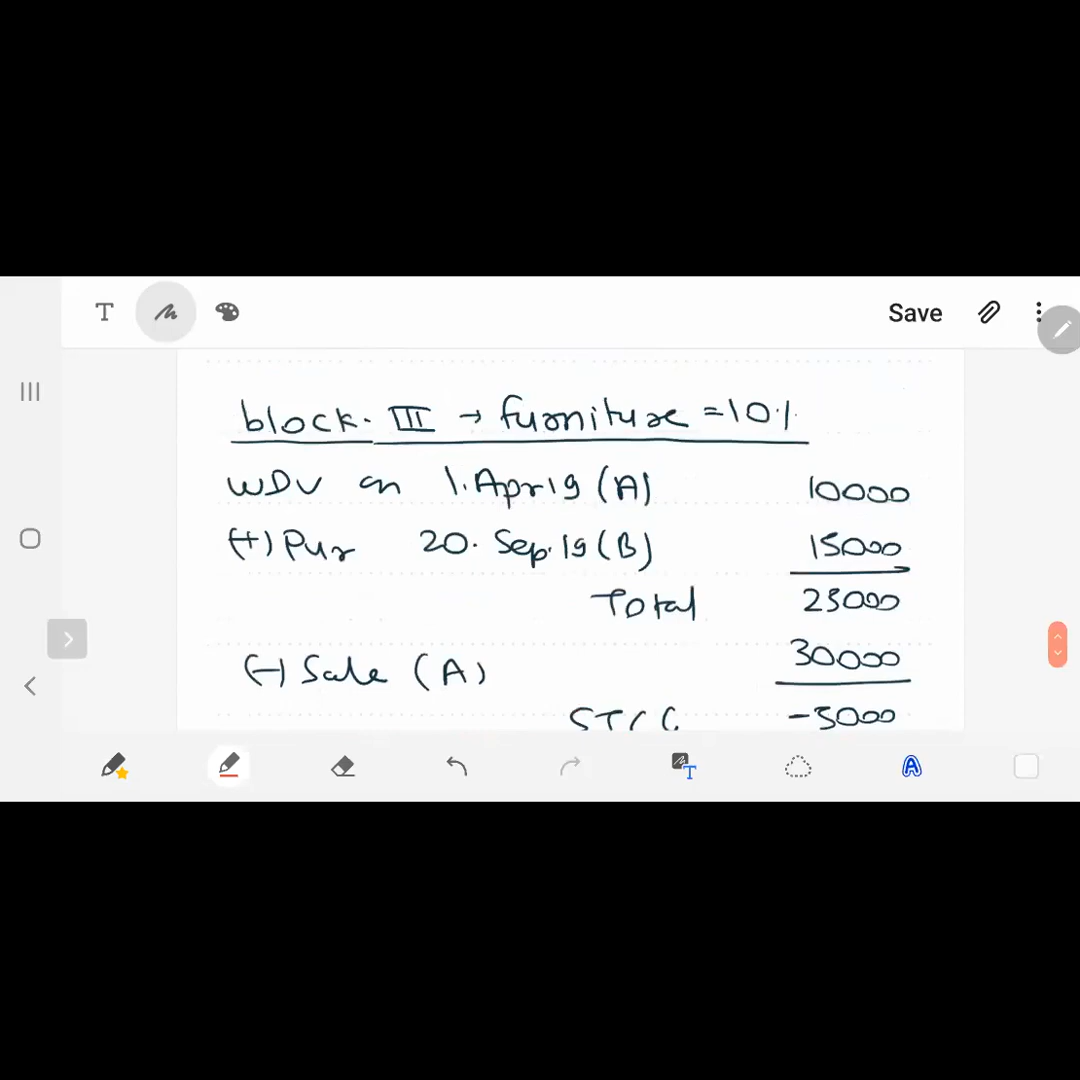 T Save
block. III → furniture = 10%
WDV on 1. Apr 19 (A) 10000
(+) Pur 20. Sep. 19 (B) 15000
Total 25000
(-) Sale (A) 30000
STCG -5000
T A